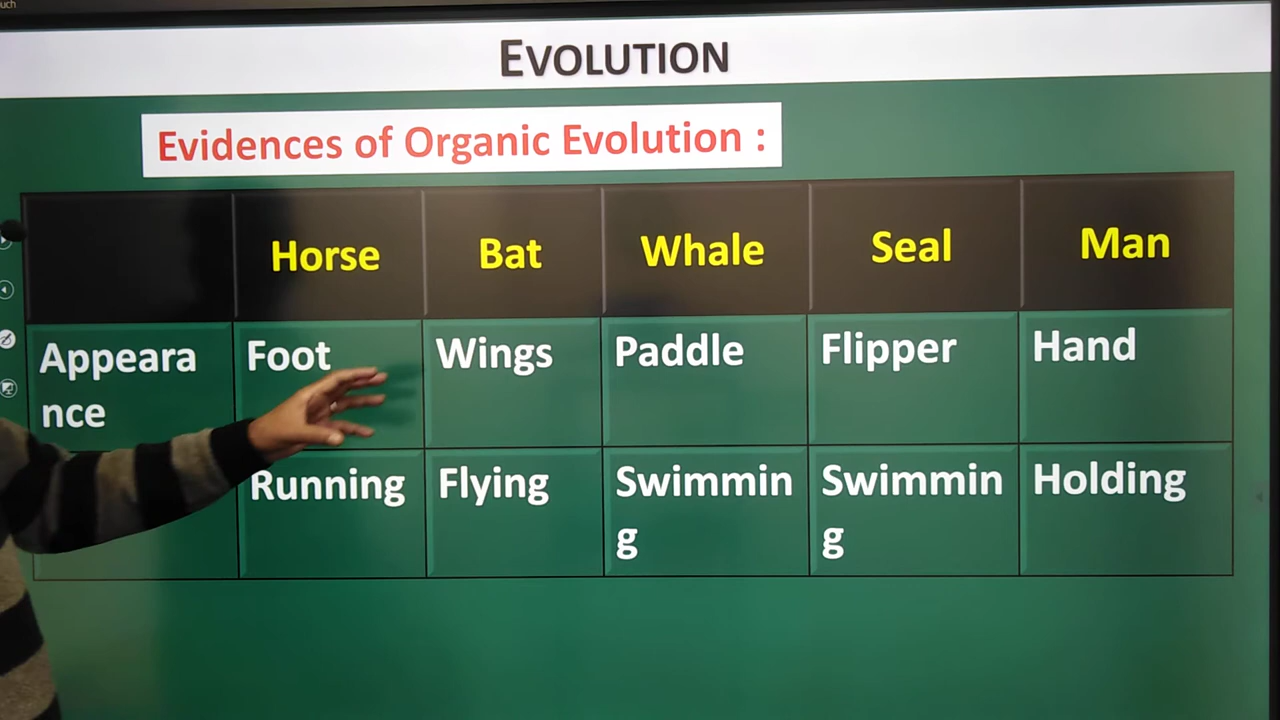 uch
EVOLUTION
Evidences of Organic Evolution :
Horse Bat Whale Seal Man
Appeara
nce
Foot Wings Paddle Flipper Hand
Running Flying Swimmin
g
Swimmin
g
Holding